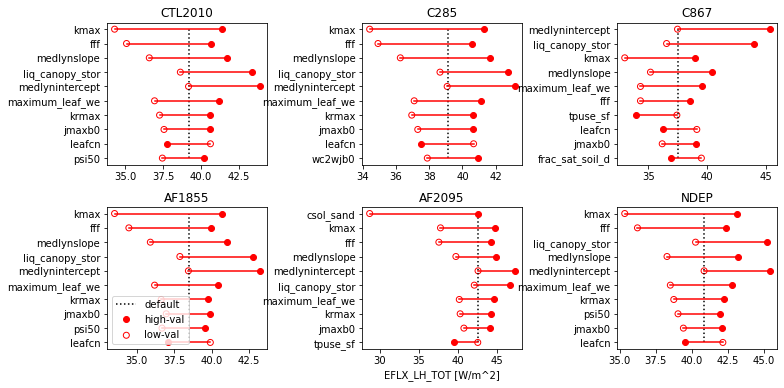 CTL2010
kmax
fff
medlynslope
liq_canopy_stor
medlynintercept
maximum_leaf_we
krmax
jmaxb0
leafcn
psi50
35.0 37.5 40.0 42.5
C285
kmax
fff
medlynslope
liq_canopy_stor
medlynintercept
maximum_leaf_we
krmax
jmaxb0
leafcn
wc2wjb0
34 36 38 40 42
C867
medlynintercept
liq_canopy_stor
kmax
medlynslope
maximum_leaf_we
fff
tpuse_sf
leafcn
jmaxb0
frac_sat_soil_d
35 40 45
AF1855
kmax
fff
medlynslope
liq_canopy_stor
medlynintercept
maximum_leaf_we
krmax
jmaxb0
psi50
leafcn
default
high-val
low-val
35.0 37.5 40.0 42.5
AF2095
csol_sand
kmax
fff
medlynslope
medlynintercept
liq_canopy_stor
maximum_leaf_we
krmax
jmaxb0
tpuse_sf
30 35 40 45
EFLX_LH_TOT [W/m^2]
NDEP
kmax
fff
liq_canopy_stor
medlynslope
medlynintercept
maximum_leaf_we
krmax
psi50
jmaxb0
leafcn
35.0 37.5 40.0 42.5 45.0